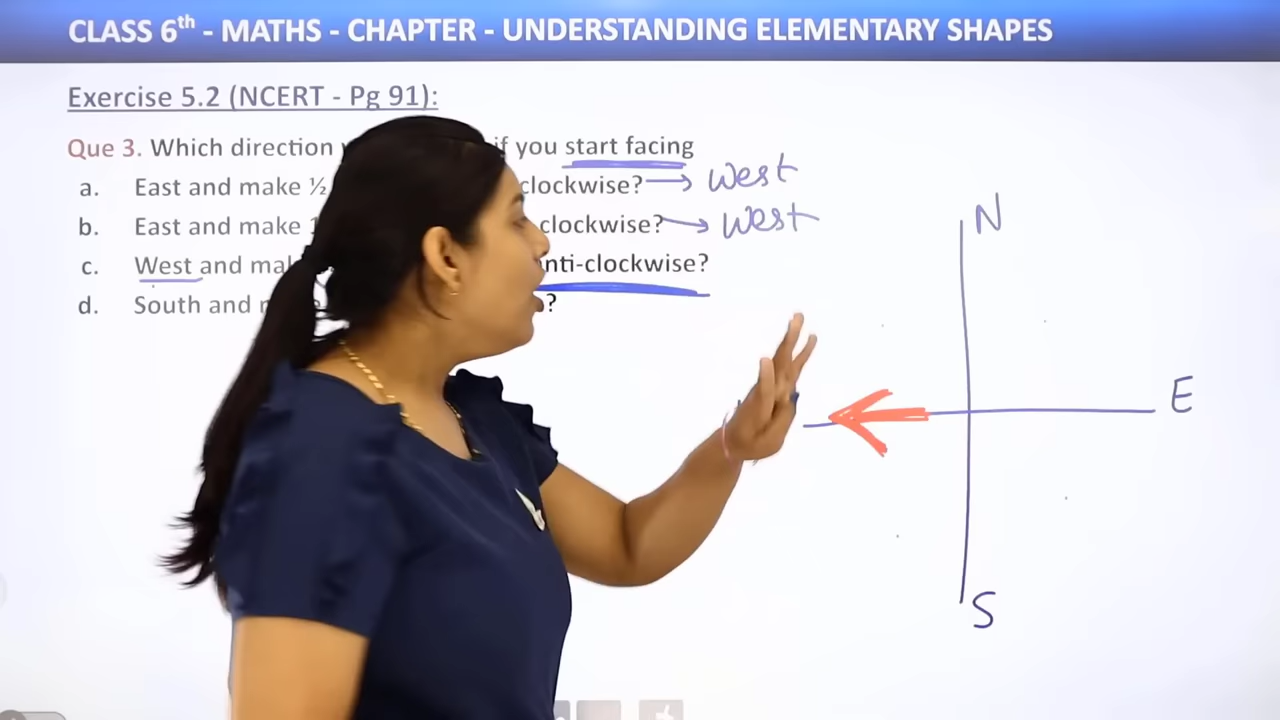 CLASS 6th - MATHS - CHAPTER - UNDERSTANDING ELEMENTARY SHAPES
Exercise 5.2 (NCERT - Pg 91):
Que 3. Which direction if you start facing
a. East and make ½ clockwise? → West
b. East and make clockwise? → West
c. West and anti-clockwise?
d. South and ?
N
E
S